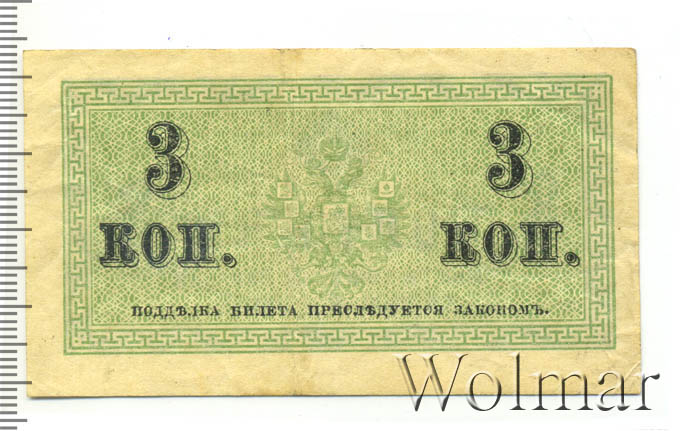 3 3
КОП. КОП.
ПОДДѢЛКА БИЛЕТА ПРЕСЛѢДУЕТСЯ ЗАКОНОМЪ.
Wolmar